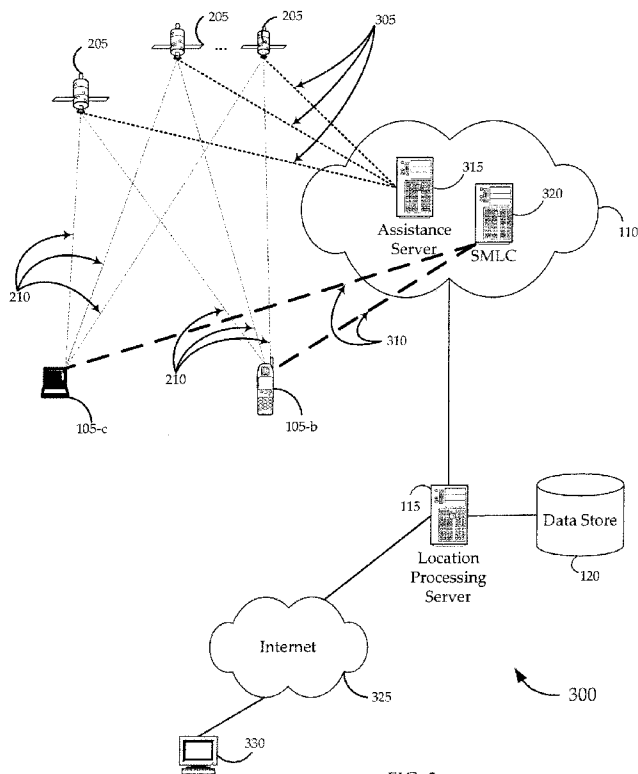 205
205
...
205
305
315
Assistance
Server
320
SMLC
110
210
210
310
105-c
105-b
115
Location
Processing
Server
Data Store
120
Internet
325
300
330